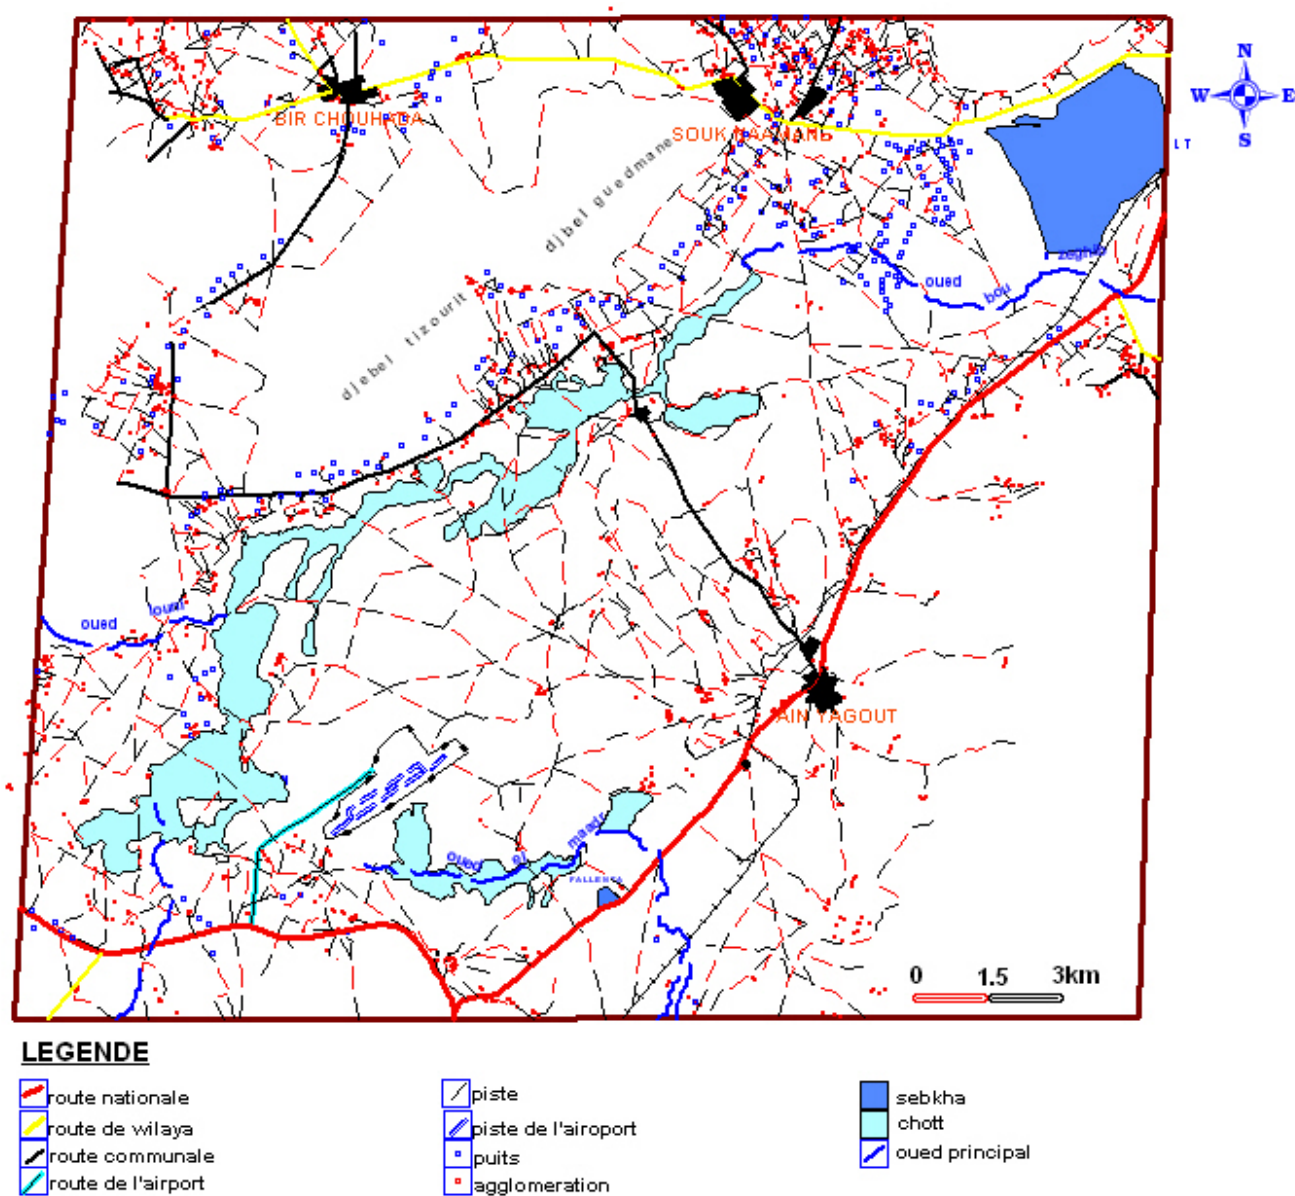 N
W E
S
BIR CHOUHADA
SOUK NAAMANE
LT
djbel guedmane
zeghib
oued
bou
djebel tizourit
oued
AIN YAGOUT
oued el maadr
0 1.5 3km
LEGENDE
route nationale
route de wilaya
route communale
route de l'airport
piste
piste de l'airoport
puits
agglomeration
sebkha
chott
oued principal